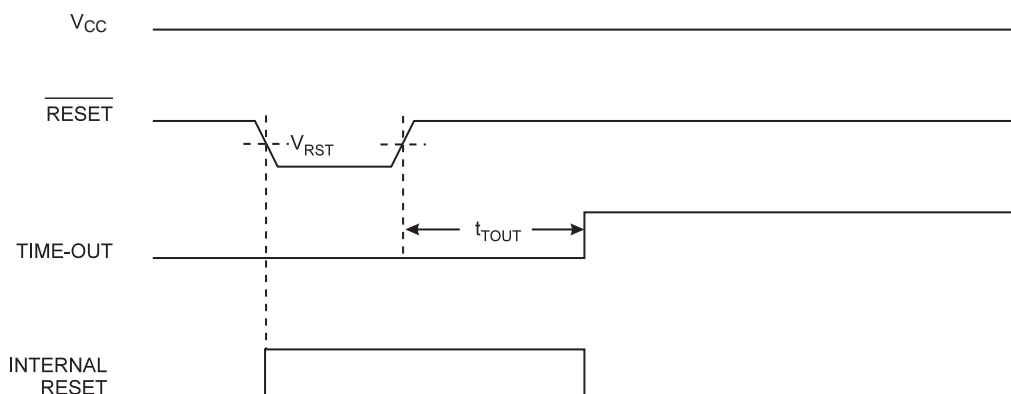 VCC
RESET
VRST
tTOUT
TIME-OUT
INTERNAL
RESET